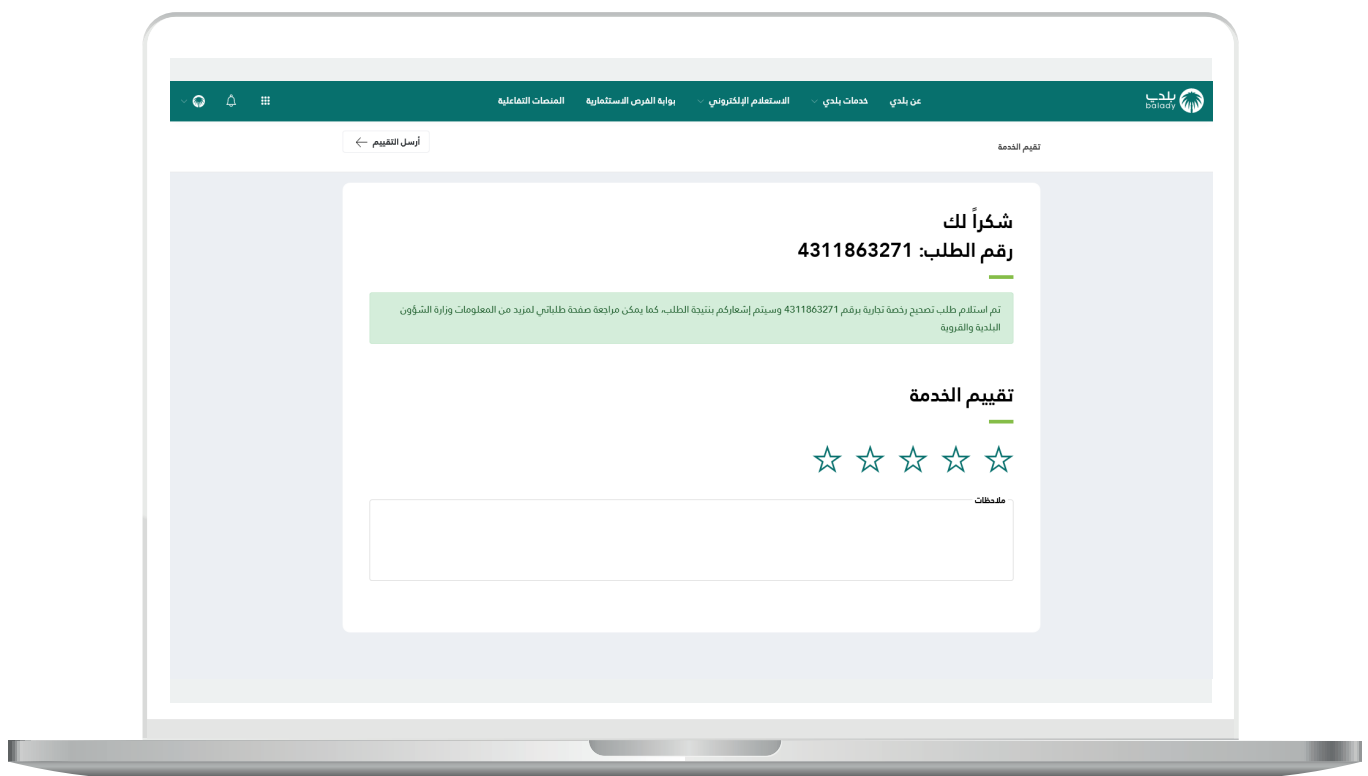 بلدي
balady
عن بلدي
خدمات بلدي
الاستعلام الإلكتروني
بوابة الفرص الاستثمارية
المنصات التفاعلية
تقيم الخدمة
أرسل التقييم
شكراً لك
رقم الطلب: 4311863271
تم استلام طلب تصحيح رخصة تجارية برقم 4311863271 وسيتم إشعاركم بنتيجة الطلب، كما يمكن مراجعة صفحة طلباتي لمزيد من المعلومات وزارة الشؤون
البلدية والقروية
تقييم الخدمة
ملاحظات